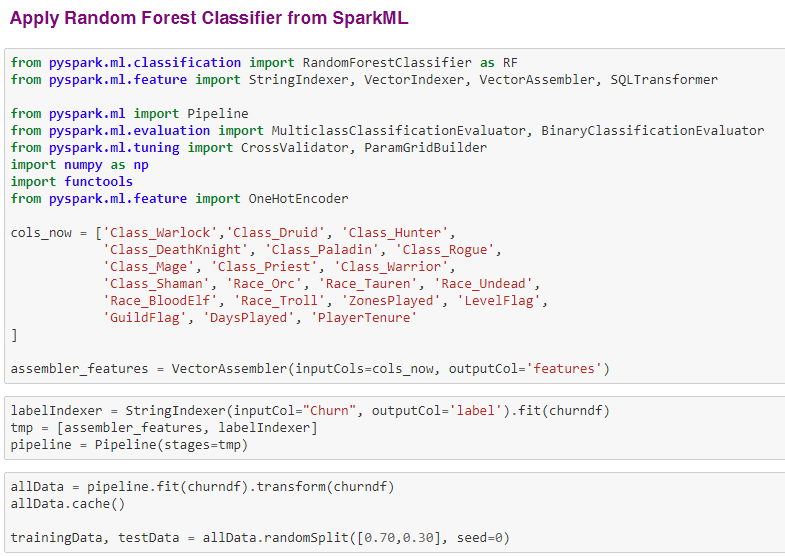 Apply Random Forest Classifier from SparkML
from pyspark.ml.classification import RandomForestClassifier as RF
from pyspark.ml.feature import StringIndexer, VectorIndexer, VectorAssembler, SQLTransformer
from pyspark.ml import Pipeline
from pyspark.ml.evaluation import MulticlassClassificationEvaluator, BinaryClassificationEvaluator
from pyspark.ml.tuning import CrossValidator, ParamGridBuilder
import numpy as np
import functools
from pyspark.ml.feature import OneHotEncoder
cols_now = ['Class_Warlock','Class_Druid', 'Class_Hunter',
'Class_DeathKnight', 'Class_Paladin', 'Class_Rogue',
'Class_Mage', 'Class_Priest', 'Class_Warrior',
'Class_Shaman', 'Race_Orc', 'Race_Tauren', 'Race_Undead',
'Race_BloodElf', 'Race_Troll', 'ZonesPlayed', 'LevelFlag',
'GuildFlag', 'DaysPlayed', 'PlayerTenure'
]
assembler_features = VectorAssembler(inputCols=cols_now, outputCol='features')
labelIndexer = StringIndexer(inputCol="Churn", outputCol='label').fit(churndf)
tmp = [assembler_features, labelIndexer]
pipeline = Pipeline(stages=tmp)
allData = pipeline.fit(churndf).transform(churndf)
allData.cache()
trainingData, testData = allData.randomSplit([0.70,0.30], seed=0)